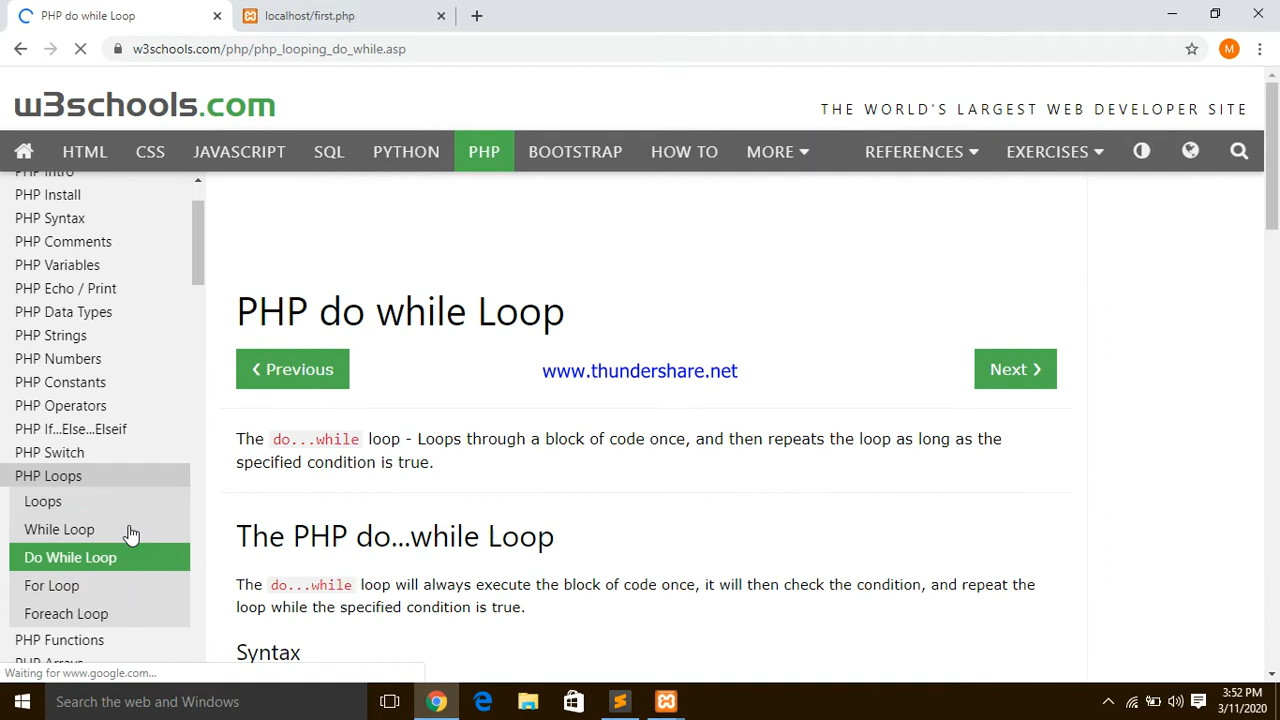 PHP do while Loop
localhost/first.php
w3schools.com/php/php_looping_do_while.asp
M
w3schools.com
THE WORLD'S LARGEST WEB DEVELOPER SITE
HTML CSS JAVASCRIPT SQL PYTHON PHP BOOTSTRAP HOW TO MORE REFERENCES EXERCISES
PHP Intro
PHP Install
PHP Syntax
PHP Comments
PHP Variables
PHP Echo / Print
PHP Data Types
PHP Strings
PHP Numbers
PHP Constants
PHP Operators
PHP If...Else...Elseif
PHP Switch
PHP Loops
Loops
While Loop
Do While Loop
For Loop
Foreach Loop
PHP Functions
PHP Arrays
PHP do while Loop
❮ Previous
www.thundershare.net
Next ❯
The do...while loop - Loops through a block of code once, and then repeats the loop as long as the
specified condition is true.
The PHP do...while Loop
The do...while loop will always execute the block of code once, it will then check the condition, and repeat the
loop while the specified condition is true.
Syntax
Waiting for www.google.com...
Search the web and Windows
3:52 PM
3/11/2020